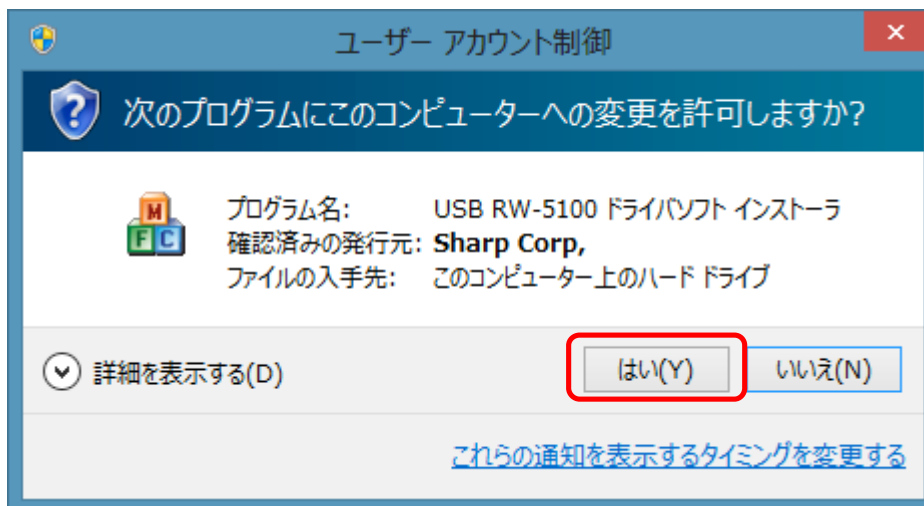 ユーザー アカウント制御
次のプログラムにこのコンピューターへの変更を許可しますか?
M
F C
プログラム名: USB RW-5100 ドライバソフト インストーラ
確認済みの発行元: Sharp Corp,
ファイルの入手先: このコンピューター上のハード ドライブ
詳細を表示する(D)
はい(Y)
いいえ(N)
これらの通知を表示するタイミングを変更する